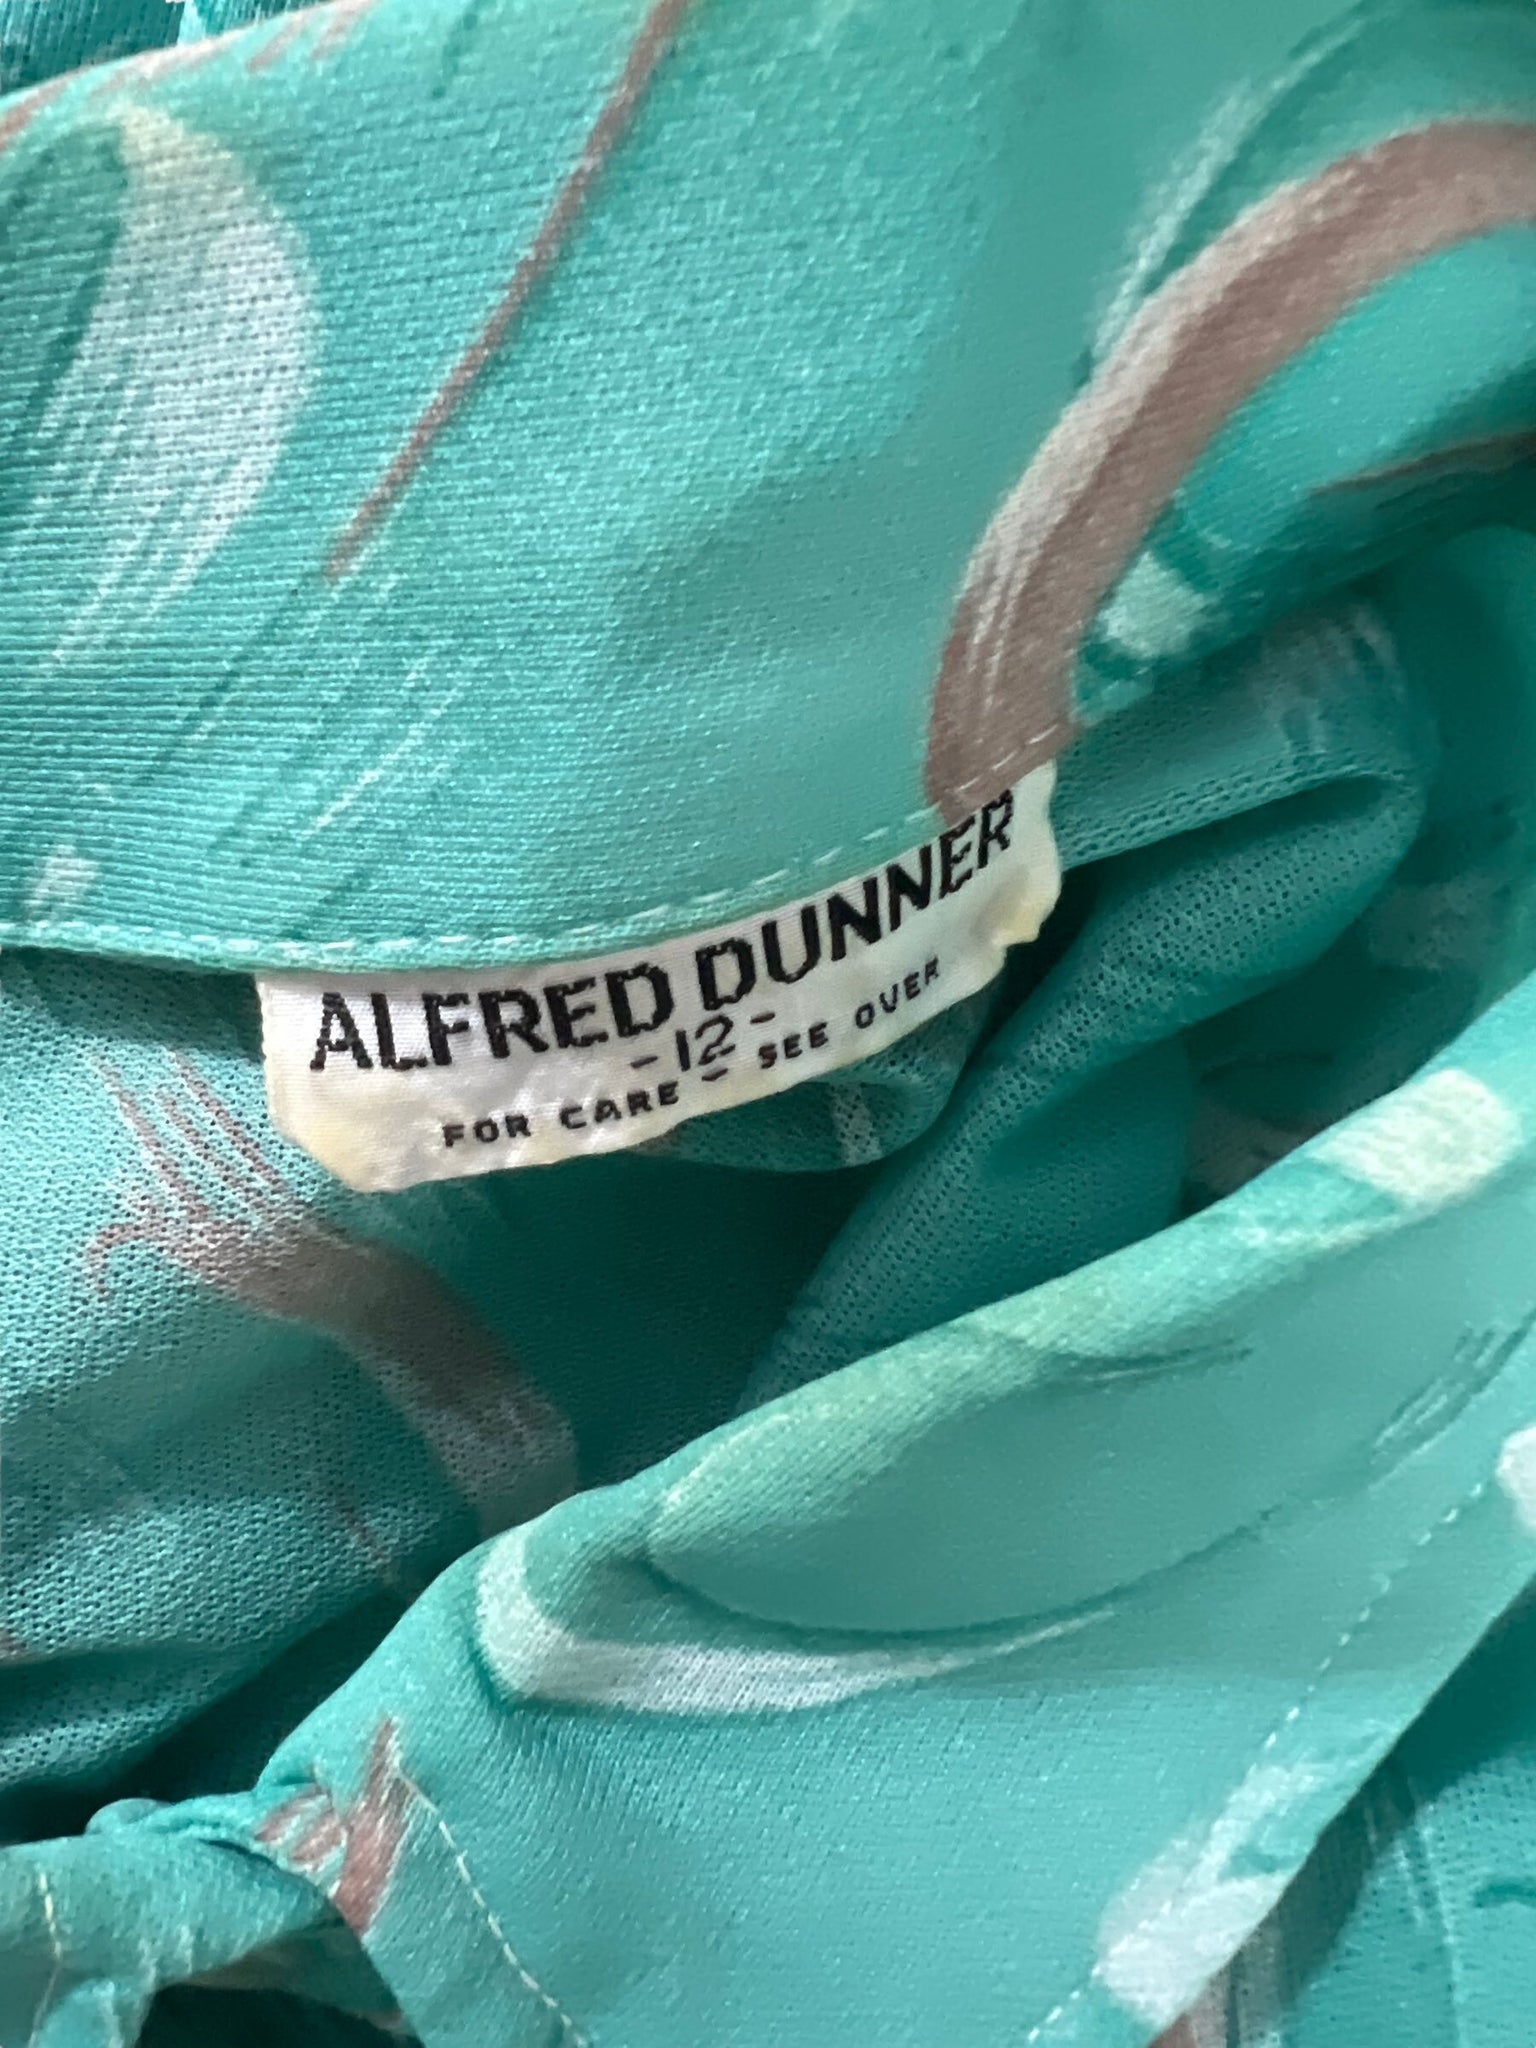 ALFRED DUNNER
-12-
FOR CARE - SEE OVER